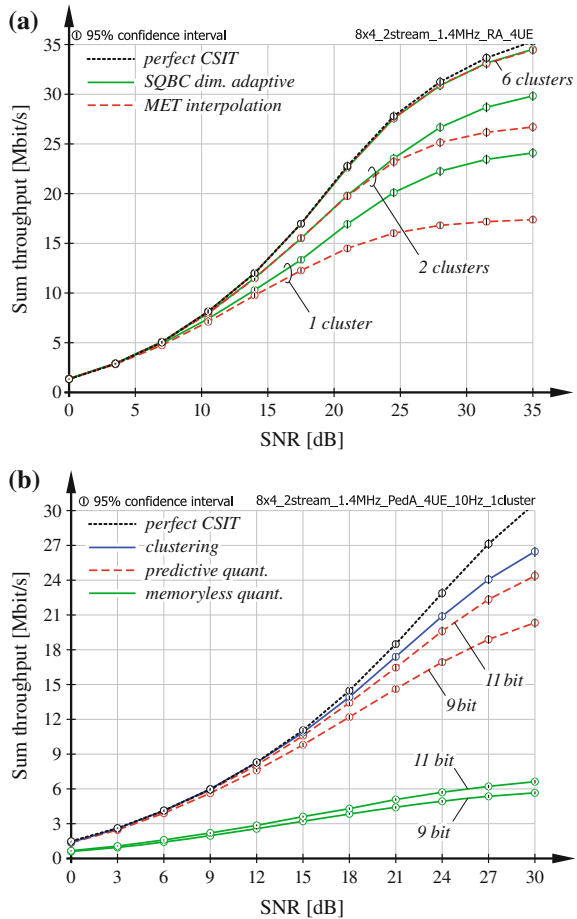 (a)
95% confidence interval
8x4_2stream_1.4MHz_RA_4UE
perfect CSIT
SQBC dim. adaptive
MET interpolation
6 clusters
2 clusters
1 cluster
Sum throughput [Mbit/s]
35
30
25
20
15
10
5
0
0 5 10 15 20 25 30 35
SNR [dB]
(b)
95% confidence interval
8x4_2stream_1.4MHz_PedA_4UE_10Hz_1cluster
perfect CSIT
clustering
predictive quant.
memoryless quant.
11 bit
9 bit
11 bit
9 bit
Sum throughput [Mbit/s]
30
27
24
21
18
15
12
9
6
3
0
0 3 6 9 12 15 18 21 24 27 30
SNR [dB]